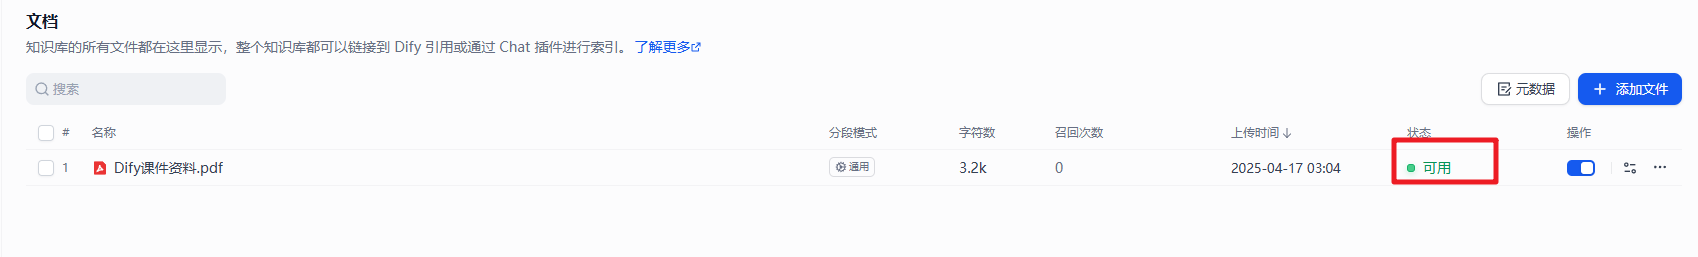 文档
知识库的所有文件都在这里显示，整个知识库都可以链接到 Dify 引用或通过 Chat 插件进行索引。 了解更多
搜索
元数据
+ 添加文件
# 名称 分段模式 字符数 召回次数 上传时间 ↓ 状态 操作
1 Dify课件资料.pdf 通用 3.2k 0 2025-04-17 03:04 可用